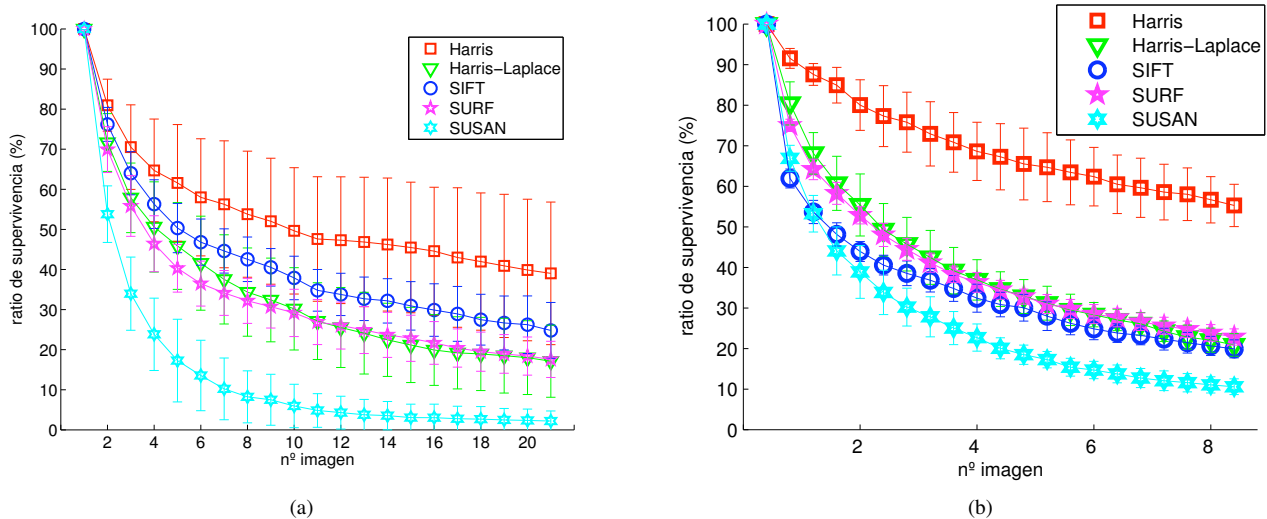 100
90
80
70
60
50
40
30
20
10
0
ratio de supervivencia (%)
2 4 6 8 10 12 14 16 18 20
nº imagen
Harris
Harris−Laplace
SIFT
SURF
SUSAN
(a)
100
90
80
70
60
50
40
30
20
10
0
ratio de supervivencia (%)
2 4 6 8
nº imagen
Harris
Harris−Laplace
SIFT
SURF
SUSAN
(b)